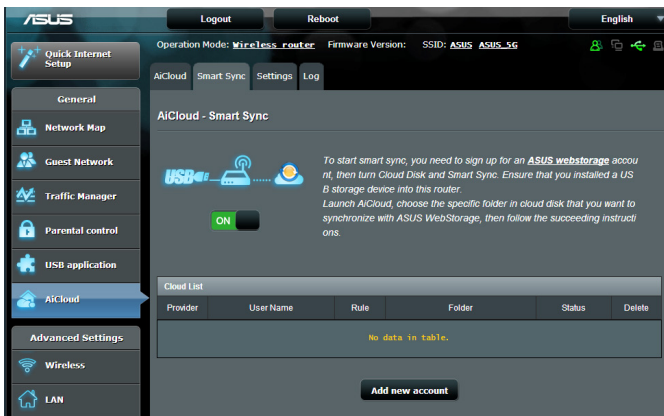 ASUS
Logout
Reboot
English
Quick Internet
Setup
Operation Mode: Wireless router Firmware Version: SSID: ASUS ASUS_5G
AiCloud
Smart Sync
Settings
Log
General
Network Map
Guest Network
Traffic Manager
Parental control
USB application
AiCloud
Advanced Settings
Wireless
LAN
AiCloud - Smart Sync
USB
To start smart sync, you need to sign up for an ASUS webstorage accou
nt, then turn Cloud Disk and Smart Sync. Ensure that you installed a US
B storage device into this router.
Launch AiCloud, choose the specific folder in cloud disk that you want to
synchronize with ASUS WebStorage, then follow the succeeding instructi
ons.
ON
Cloud List
Provider User Name Rule Folder Status Delete
No data in table.
Add new account